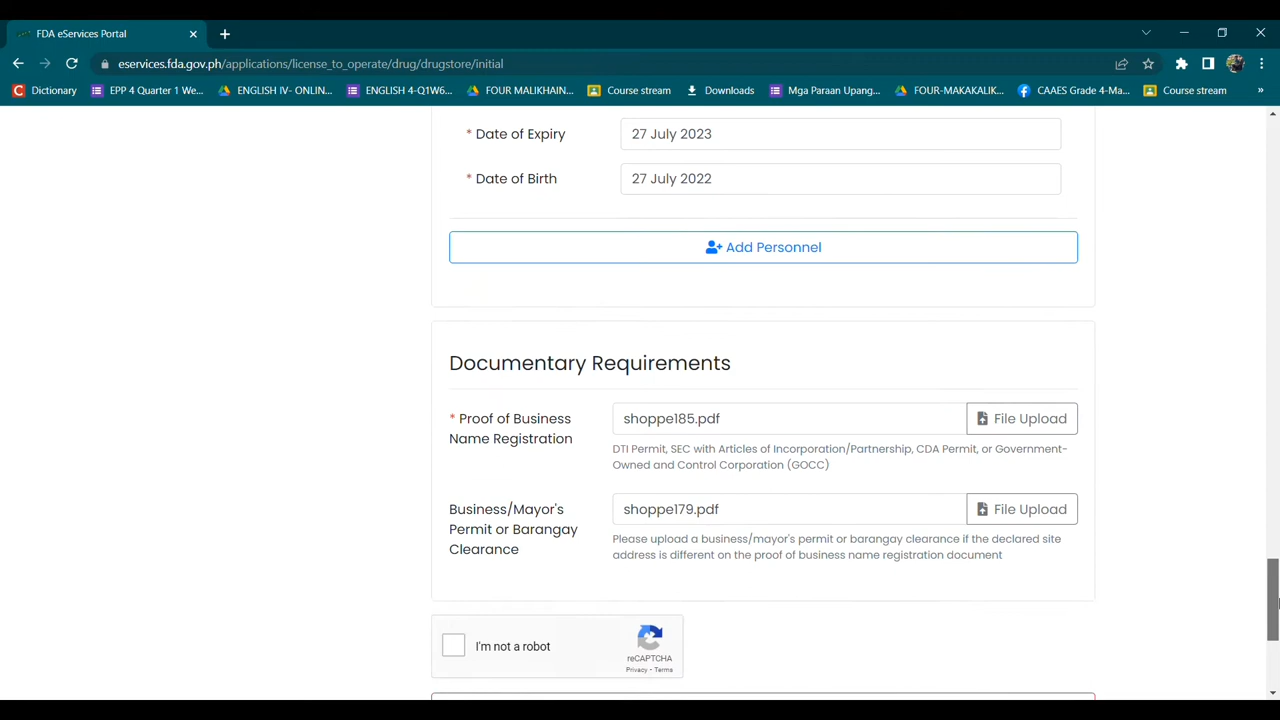 FDA eServices Portal
eservices.fda.gov.ph/applications/license_to_operate/drug/drugstore/initial
Dictionary
EPP 4 Quarter 1 We...
ENGLISH IV- ONLIN...
ENGLISH 4-Q1W6...
FOUR MALIKHAIN...
Course stream
Downloads
Mga Paraan Upang...
FOUR-MAKAKALIK...
CAAES Grade 4-Ma...
Course stream
»
* Date of Expiry
27 July 2023
* Date of Birth
27 July 2022
Add Personnel
Documentary Requirements
* Proof of Business
Name Registration
shoppe185.pdf
File Upload
DTI Permit, SEC with Articles of Incorporation/Partnership, CDA Permit, or Government-
Owned and Control Corporation (GOCC)
Business/Mayor's
Permit or Barangay
Clearance
shoppe179.pdf
File Upload
Please upload a business/mayor's permit or barangay clearance if the declared site
address is different on the proof of business name registration document
I'm not a robot
reCAPTCHA
Privacy - Terms